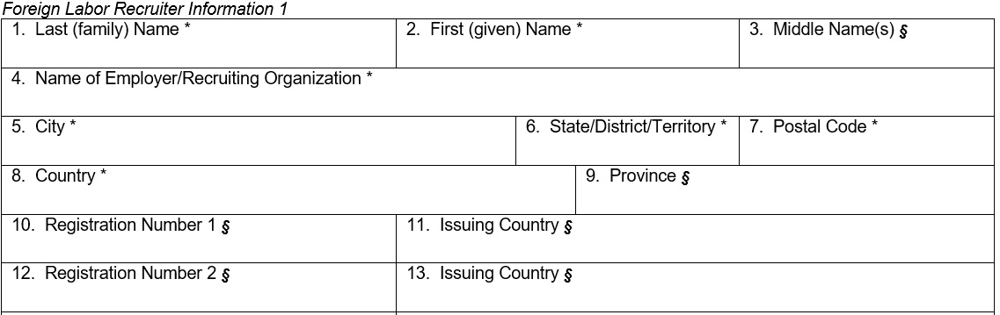 Foreign Labor Recruiter Information 1
1. Last (family) Name * 2. First (given) Name * 3. Middle Name(s) §
4. Name of Employer/Recruiting Organization *
5. City * 6. State/District/Territory * 7. Postal Code *
8. Country * 9. Province §
10. Registration Number 1 § 11. Issuing Country §
12. Registration Number 2 § 13. Issuing Country §